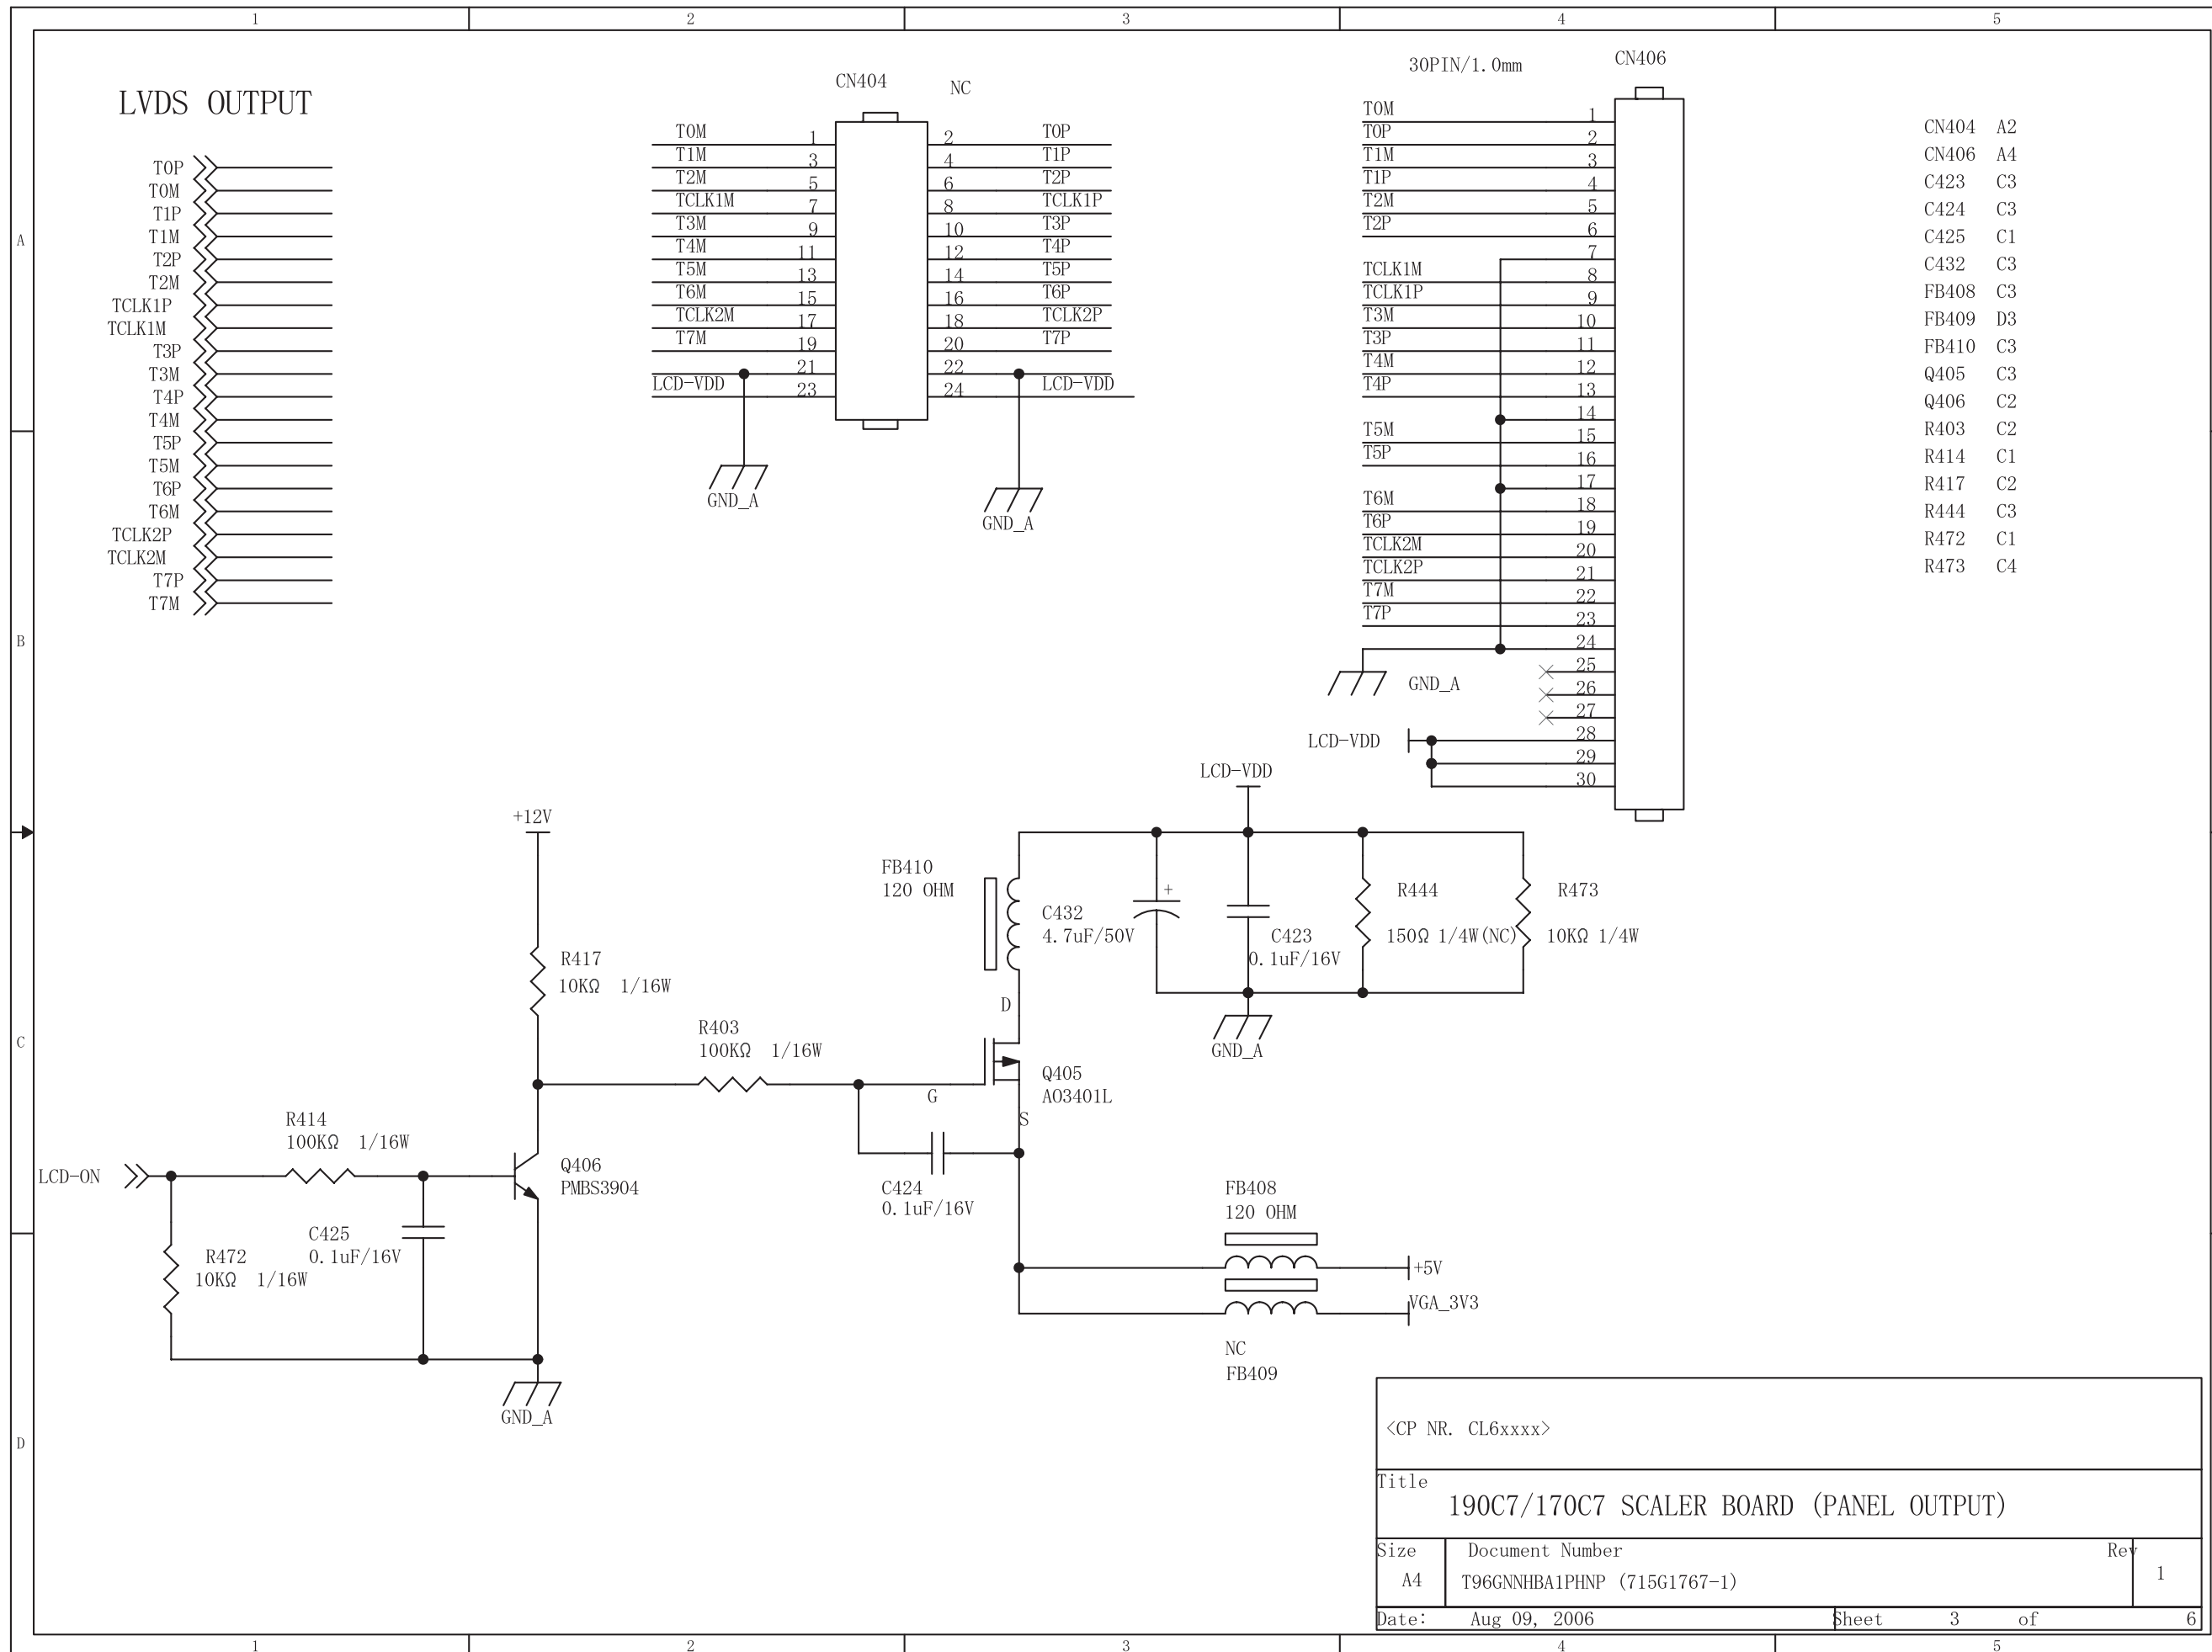 1 2 3 4 5
A
B
C
D
LVDS OUTPUT
T0P
T0M
T1P
T1M
T2P
T2M
TCLK1P
TCLK1M
T3P
T3M
T4P
T4M
T5P
T5M
T6P
T6M
TCLK2P
TCLK2M
T7P
T7M
CN404 NC
T0M 1 2 T0P
T1M 3 4 T1P
T2M 5 6 T2P
TCLK1M 7 8 TCLK1P
T3M 9 10 T3P
T4M 11 12 T4P
T5M 13 14 T5P
T6M 15 16 T6P
TCLK2M 17 18 TCLK2P
T7M 19 20 T7P
21 22
LCD-VDD 23 24 LCD-VDD
GND_A
GND_A
30PIN/1.0mm CN406
T0M 1
T0P 2
T1M 3
T1P 4
T2M 5
T2P 6
7
TCLK1M 8
TCLK1P 9
T3M 10
T3P 11
T4M 12
T4P 13
14
T5M 15
T5P 16
17
T6M 18
T6P 19
TCLK2M 20
TCLK2P 21
T7M 22
T7P 23
24
25
GND_A 26
27
LCD-VDD 28
29
30
CN404 A2
CN406 A4
C423 C3
C424 C3
C425 C1
C432 C3
FB408 C3
FB409 D3
FB410 C3
Q405 C3
Q406 C2
R403 C2
R414 C1
R417 C2
R444 C3
R472 C1
R473 C4
LCD-ON
R414
100KΩ 1/16W
R472
10KΩ 1/16W
C425
0.1uF/16V
+12V
R417
10KΩ 1/16W
Q406
PMBS3904
GND_A
R403
100KΩ 1/16W
G
C424
0.1uF/16V
FB410
120 OHM
D
S
Q405
AO3401L
LCD-VDD
+
C432
4.7uF/50V
C423
0.1uF/16V
R444
150Ω 1/4W(NC)
R473
10KΩ 1/4W
GND_A
FB408
120 OHM
+5V
VGA_3V3
NC
FB409
<CP NR. CL6xxxx>
Title
190C7/170C7 SCALER BOARD (PANEL OUTPUT)
Size Document Number Rev
A4 T96GNNHBA1PHNP (715G1767-1) 1
Date: Aug 09, 2006 Sheet 3 of 6
1 2 3 4 5